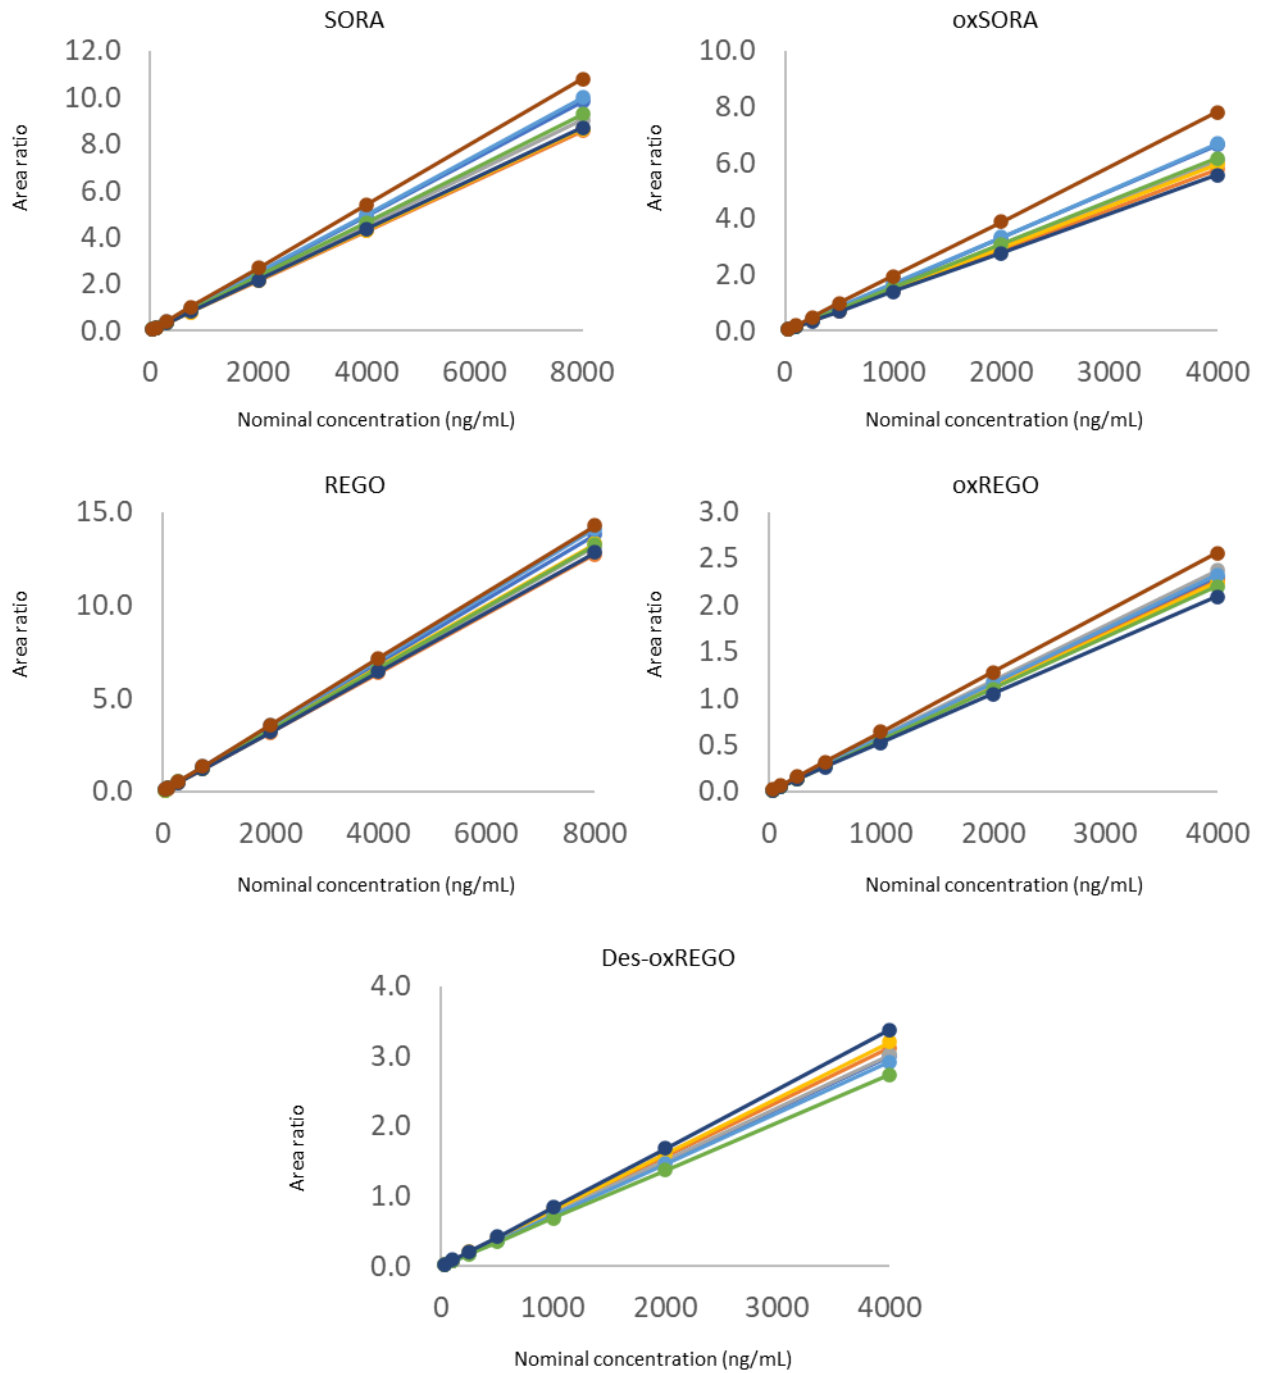 SORA
12.0
10.0
8.0
6.0
4.0
2.0
0.0
Area ratio
0 2000 4000 6000 8000
Nominal concentration (ng/mL)
oxSORA
10.0
8.0
6.0
4.0
2.0
0.0
Area ratio
0 1000 2000 3000 4000
Nominal concentration (ng/mL)
REGO
15.0
10.0
5.0
0.0
Area ratio
0 2000 4000 6000 8000
Nominal concentration (ng/mL)
oxREGO
3.0
2.5
2.0
1.5
1.0
0.5
0.0
Area ratio
0 1000 2000 3000 4000
Nominal concentration (ng/mL)
Des-oxREGO
4.0
3.0
2.0
1.0
0.0
Area ratio
0 1000 2000 3000 4000
Nominal concentration (ng/mL)